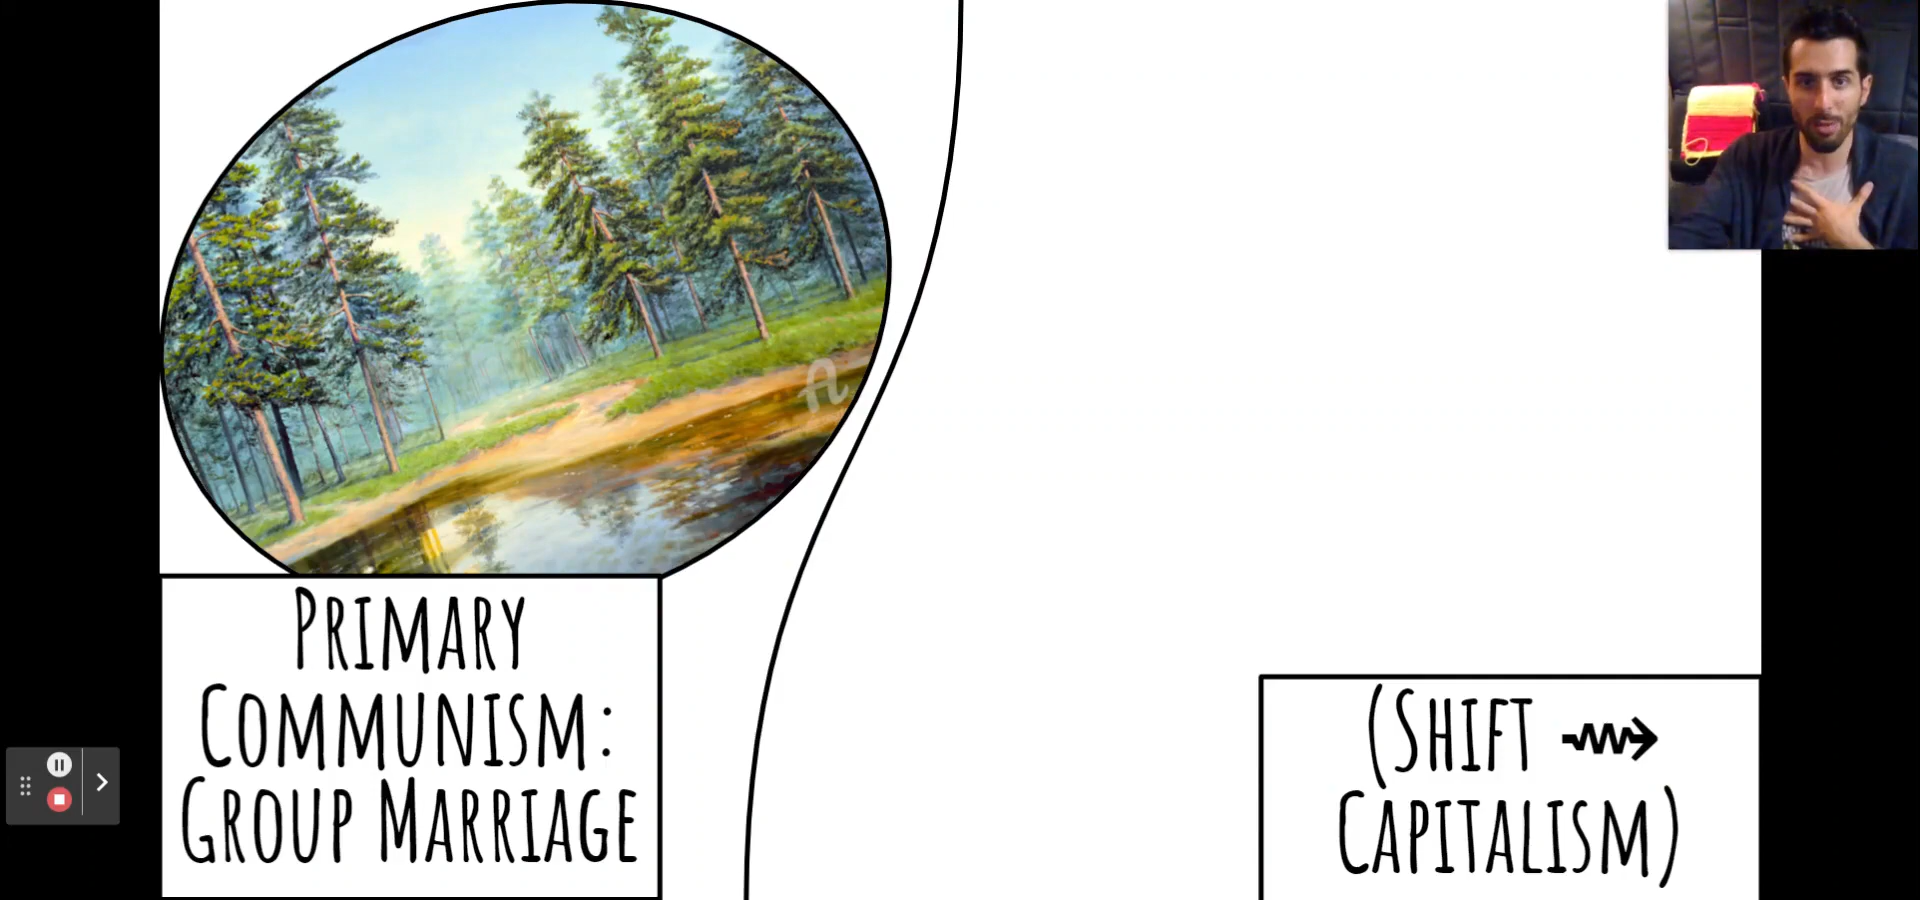 Primary
Communism:
Group Marriage
(Shift
Capitalism)